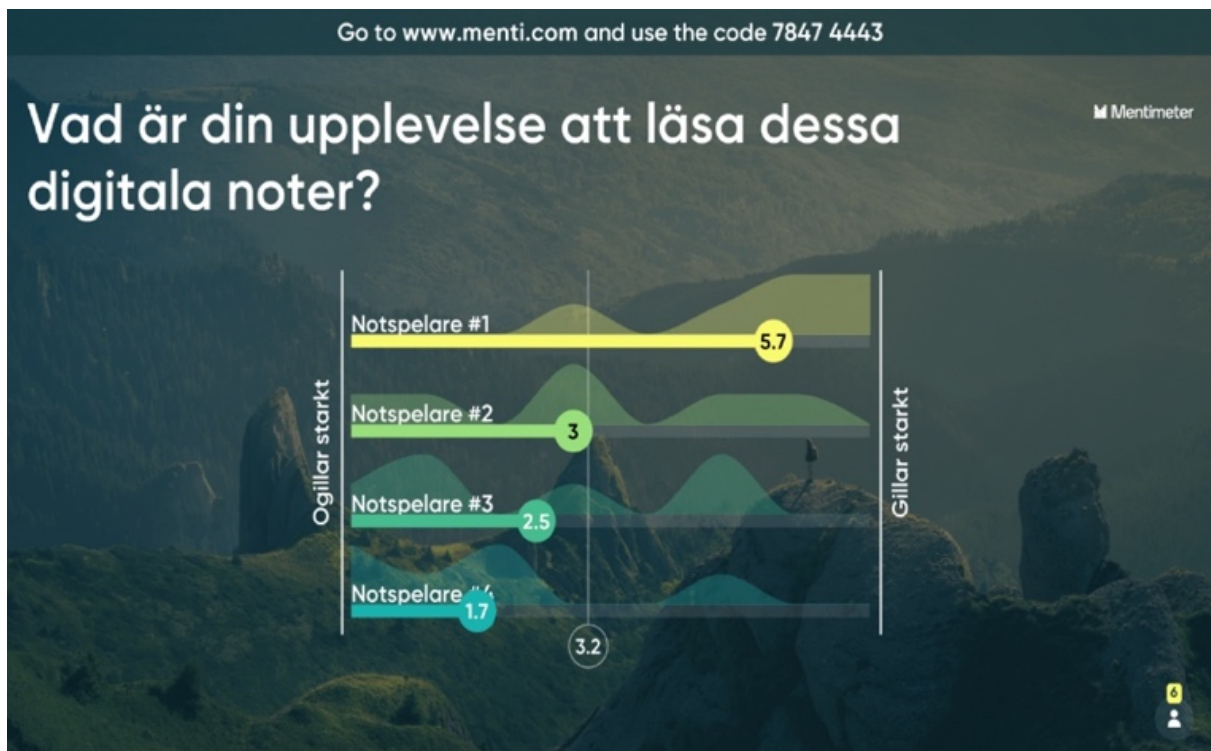 Go to www.menti.com and use the code 7847 4443
Vad är din upplevelse att läsa dessa
digitala noter?
Mentimeter
Ogillar starkt
Notspelare #1
5.7
Notspelare #2
3
Notspelare #3
2.5
Notspelare #4
1.7
3.2
Gillar starkt
6